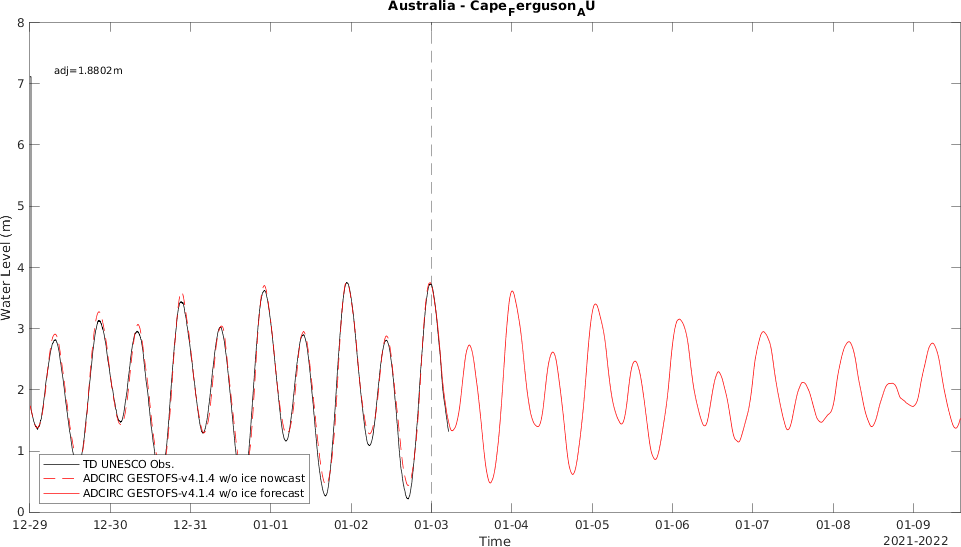 Australia - Cape_Ferguson_AU
8
7
6
5
4
3
2
1
0
Water Level (m)
adj=1.8802m
TD UNESCO Obs.
ADCIRC GESTOFS-v4.1.4 w/o ice nowcast
ADCIRC GESTOFS-v4.1.4 w/o ice forecast
12-29 12-30 12-31 01-01 01-02 01-03 01-04 01-05 01-06 01-07 01-08 01-09
Time
2021-2022